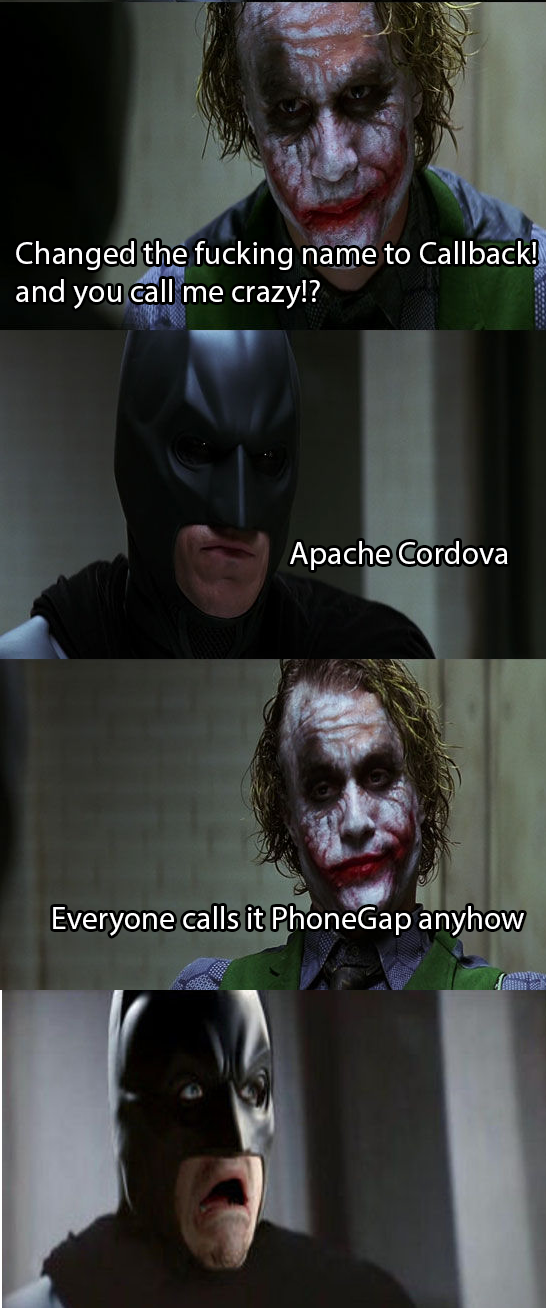 Changed the fucking name to Callback!
and you call me crazy!?
Apache Cordova
Everyone calls it PhoneGap anyhow